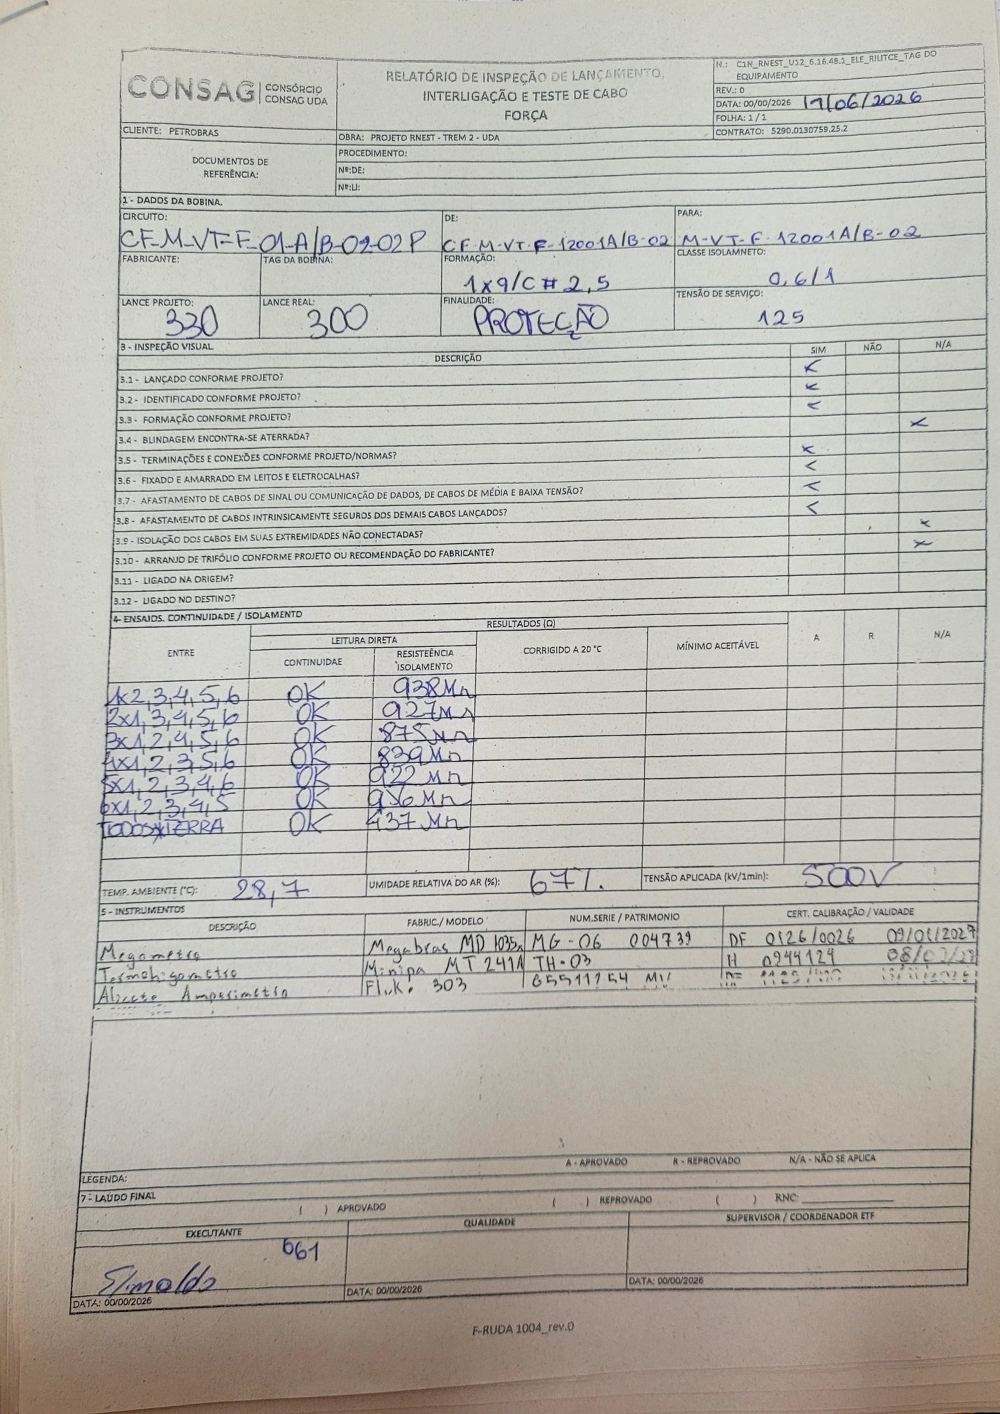 CONSAG CONSÓRCIO CONSAG UDA
RELATÓRIO DE INSPEÇÃO DE LANÇAMENTO, INTERLIGAÇÃO E TESTE DE CABO FORÇA
N.: C1N_RNEST_U12_6.16.48.1_ELE_RILITCE_TAG DO EQUIPAMENTO
REV.: 0
DATA: 00/00/2026 17/06/2026
FOLHA: 1 / 1
CLIENTE: PETROBRAS
OBRA: PROJETO RNEST - TREM 2 - UDA
CONTRATO: 5290.0130759.25.2
DOCUMENTOS DE REFERÊNCIA:
PROCEDIMENTO:
Nº:DE:
Nº:LI:
1 - DADOS DA BOBINA.
CIRCUITO: CF-M-VT-F-01-A/B-02-02P
DE: CF-M-VT-F-12001A/B-02
PARA: M-VT-F-12001A/B-02
FABRICANTE:
TAG DA BOBINA:
FORMAÇÃO: 1x9/C # 2,5
CLASSE ISOLAMNETO: 0,6/1
LANCE PROJETO: 330
LANCE REAL: 300
FINALIDADE: PROTEÇÃO
TENSÃO DE SERVIÇO: 125
3 - INSPEÇÃO VISUAL
DESCRIÇÃO SIM NÃO N/A
3.1 - LANÇADO CONFORME PROJETO?
3.2 - IDENTIFICADO CONFORME PROJETO?
3.3 - FORMAÇÃO CONFORME PROJETO?
3.4 - BLINDAGEM ENCONTRA-SE ATERRADA?
3.5 - TERMINAÇÕES E CONEXÕES CONFORME PROJETO/NORMAS?
3.6 - FIXADO E AMARRADO EM LEITOS E ELETROCALHAS?
3.7 - AFASTAMENTO DE CABOS DE SINAL OU COMUNICAÇÃO DE DADOS, DE CABOS DE MÉDIA E BAIXA TENSÃO?
3.8 - AFASTAMENTO DE CABOS INTRINSICAMENTE SEGUROS DOS DEMAIS CABOS LANÇADOS?
3.9 - ISOLAÇÃO DOS CABOS EM SUAS EXTREMIDADES NÃO CONECTADAS?
3.10 - ARRANJO DE TRIFÓLIO CONFORME PROJETO OU RECOMENDAÇÃO DO FABRICANTE?
3.11 - LIGADO NA ORIGEM?
3.12 - LIGADO NO DESTINO?
4- ENSAIOS. CONTINUIDADE / ISOLAMENTO
RESULTADOS (Ω)
ENTRE LEITURA DIRETA CORRIGIDO A 20 °C MÍNIMO ACEITÁVEL A R N/A
CONTINUIDAE RESISTEÊNCIA ISOLAMENTO
1x2,3,4,5,6 OK 938MΩ
2x1,3,4,5,6 OK 927MΩ
3x1,2,4,5,6 OK 875MΩ
4x1,2,3,5,6 OK 839MΩ
5x1,2,3,4,6 OK 922MΩ
6x1,2,3,4,5 OK 956MΩ
TODOSxTERRA OK 437MΩ
TEMP. AMBIENTE (°C): 28,7
UMIDADE RELATIVA DO AR (%): 67%.
TENSÃO APLICADA (kV/1min): 500V
5 - INSTRUMENTOS
DESCRIÇÃO FABRIC./ MODELO NUM.SERIE / PATRIMONIO CERT. CALIBRAÇÃO / VALIDADE
Megometro Megabras MD 1035x MG-06 004739 DF 0126/0026 09/01/2027
Termohigrometro Minipa MT 241A TH-03 H 0944124
Alicate Amperimetro 303
LEGENDA: A - APROVADO R - REPROVADO N/A - NÃO SE APLICA
7 - LAUDO FINAL
( ) APROVADO ( ) REPROVADO ( ) RNC:
EXECUTANTE QUALIDADE SUPERVISOR / COORDENADOR ETF
661
DATA: 00/00/2026 DATA: 00/00/2026 DATA: 00/00/2026
F-RUDA 1004_rev.0